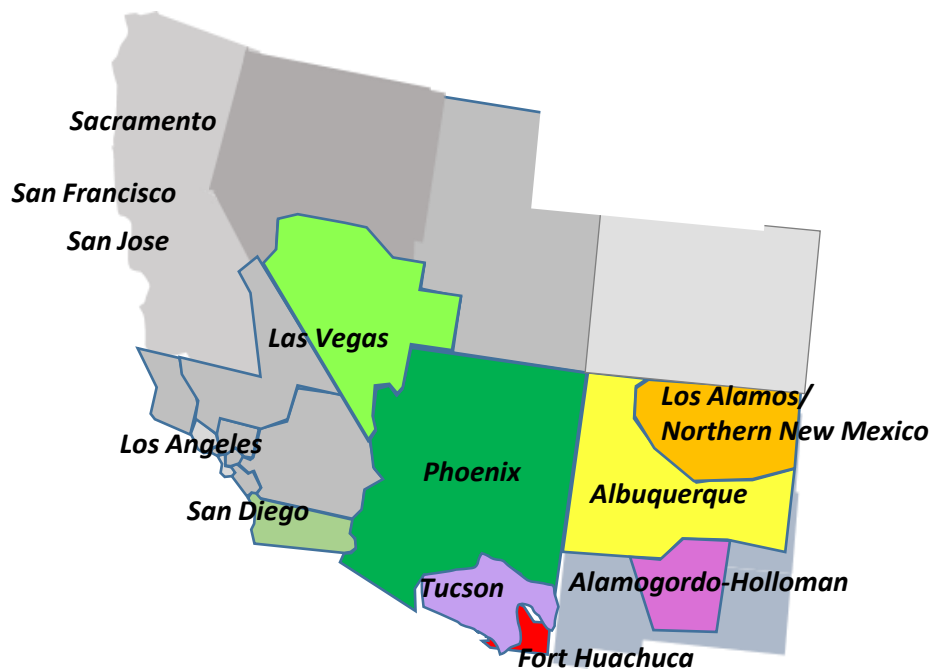 Sacramento
San Francisco
San Jose
Las Vegas
Los Alamos/
Northern New Mexico
Los Angeles
Phoenix
Albuquerque
San Diego
Tucson
Alamogordo-Holloman
Fort Huachuca